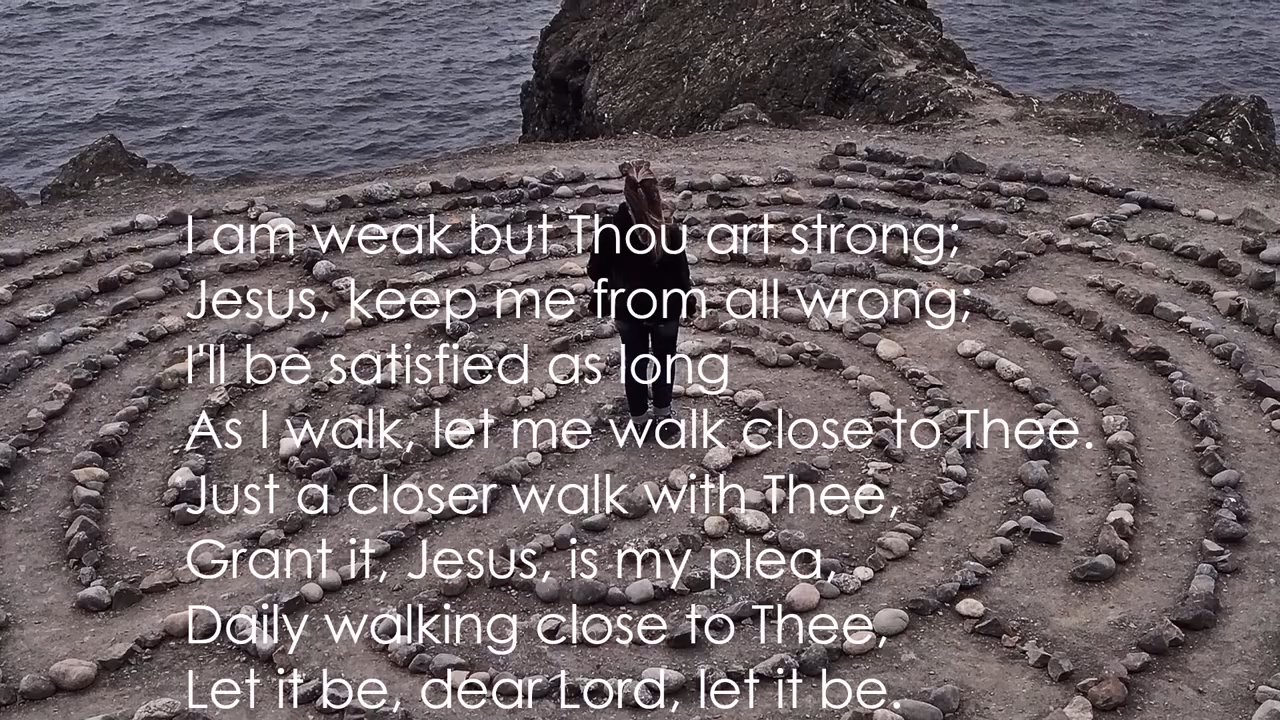 I am weak but Thou art strong;
Jesus, keep me from all wrong;
I'll be satisfied as long
As I walk, let me walk close to Thee.
Just a closer walk with Thee,
Grant it, Jesus, is my plea,
Daily walking close to Thee,
Let it be, dear Lord, let it be.